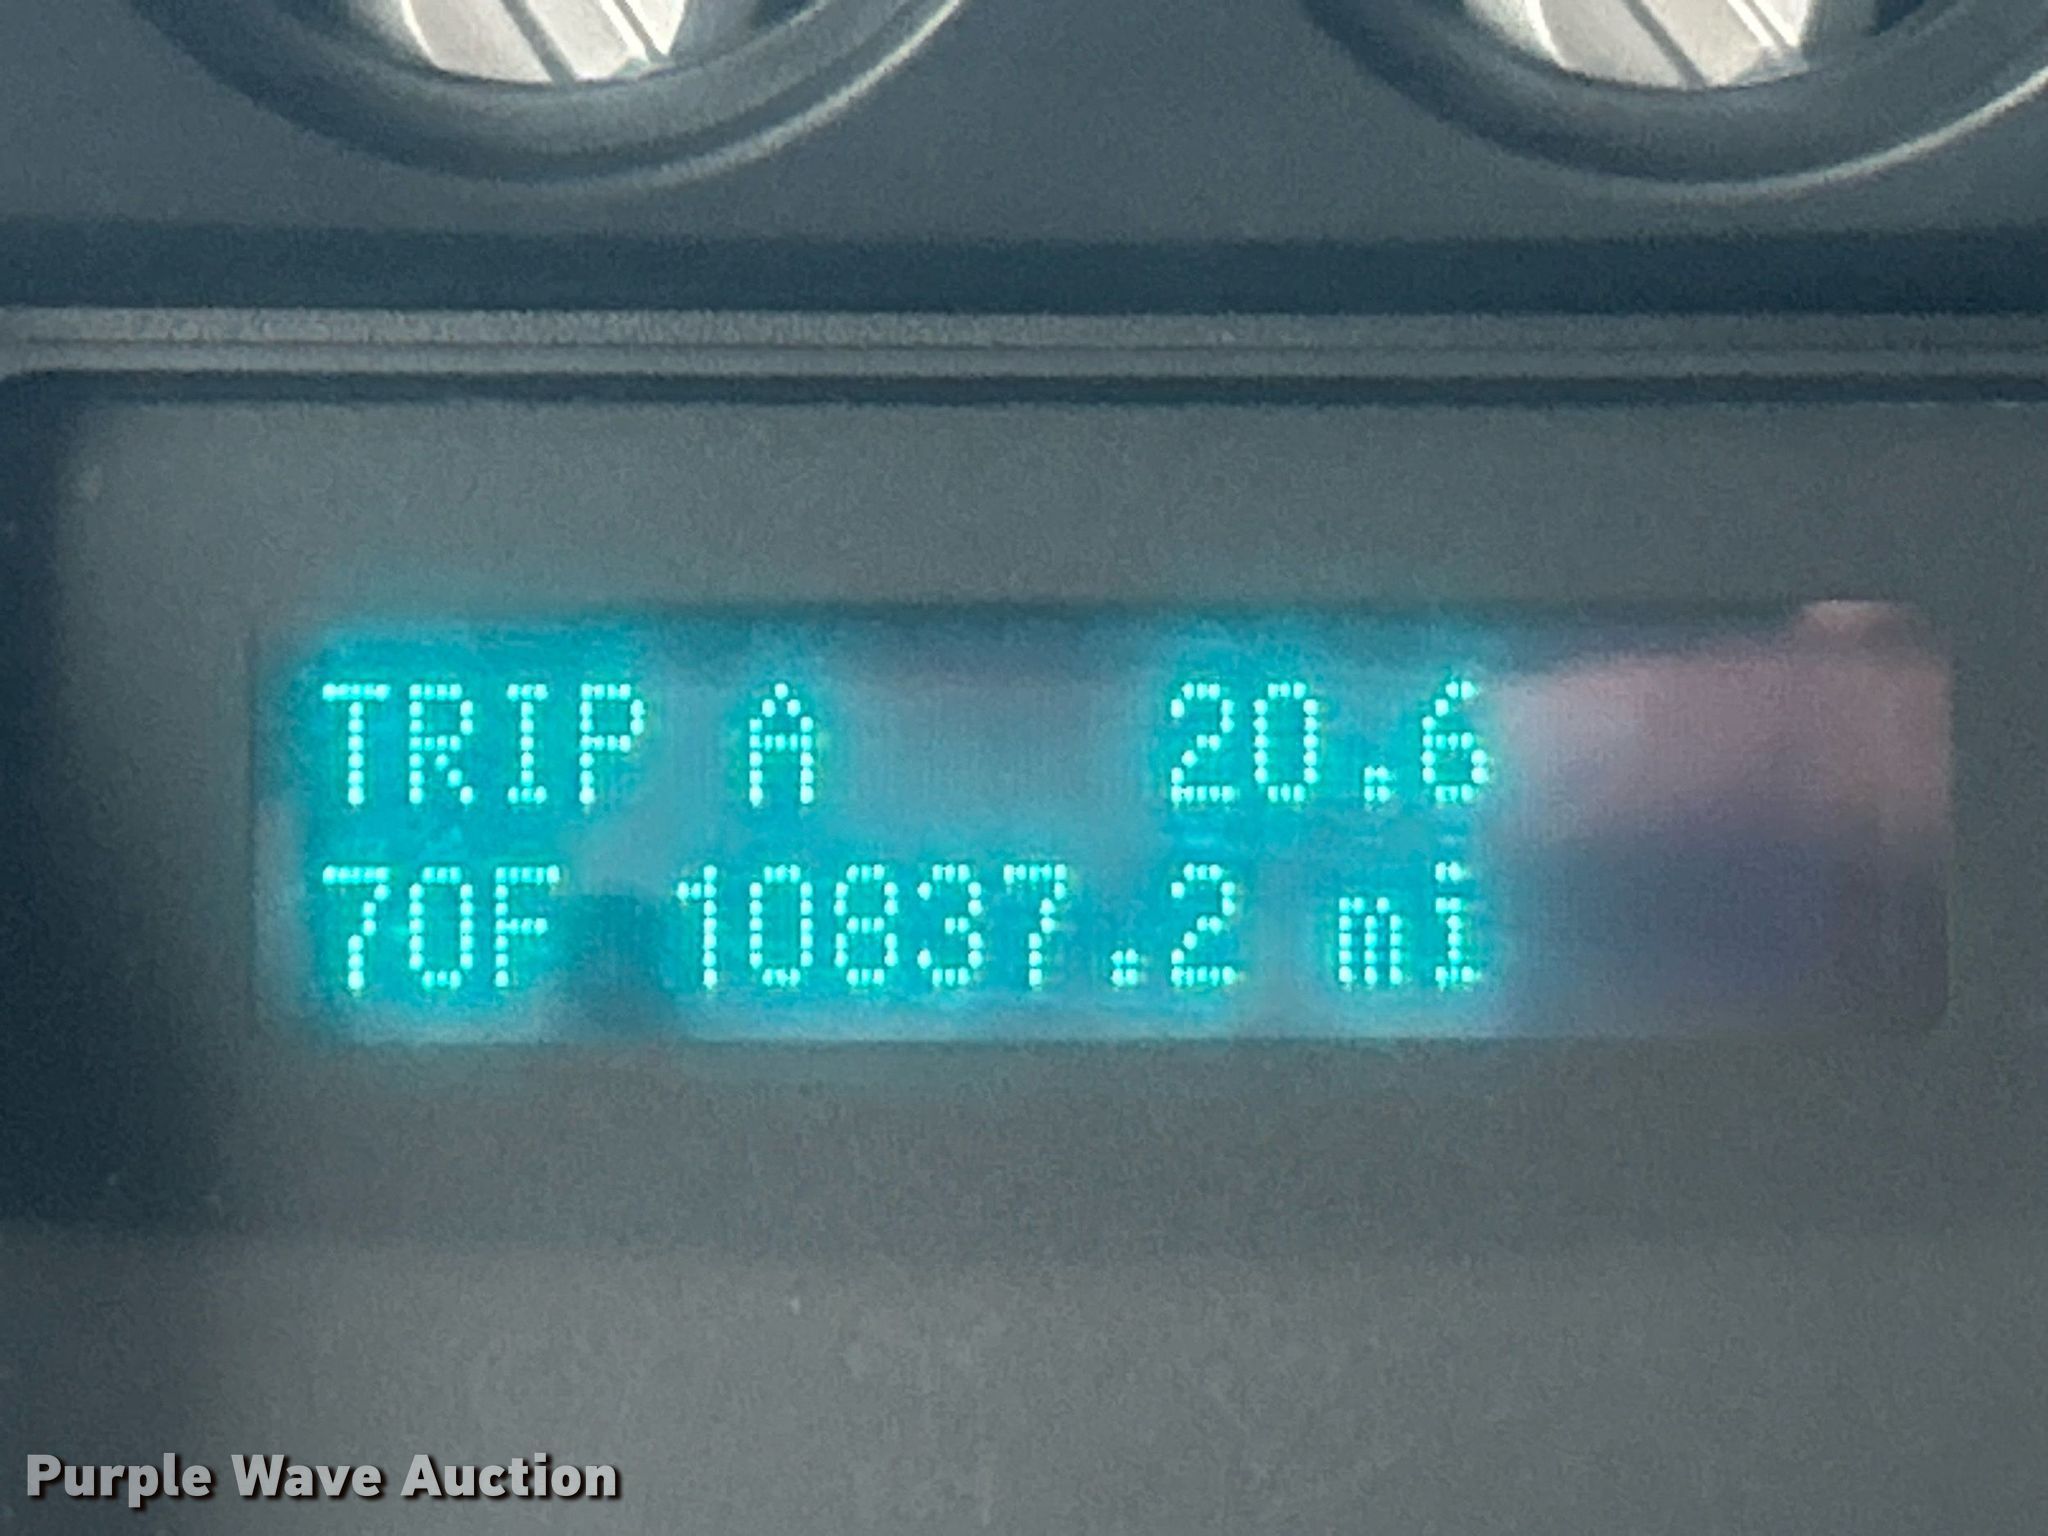 TRIP A 20.6
70F 10837.2 mi
Purple Wave Auction